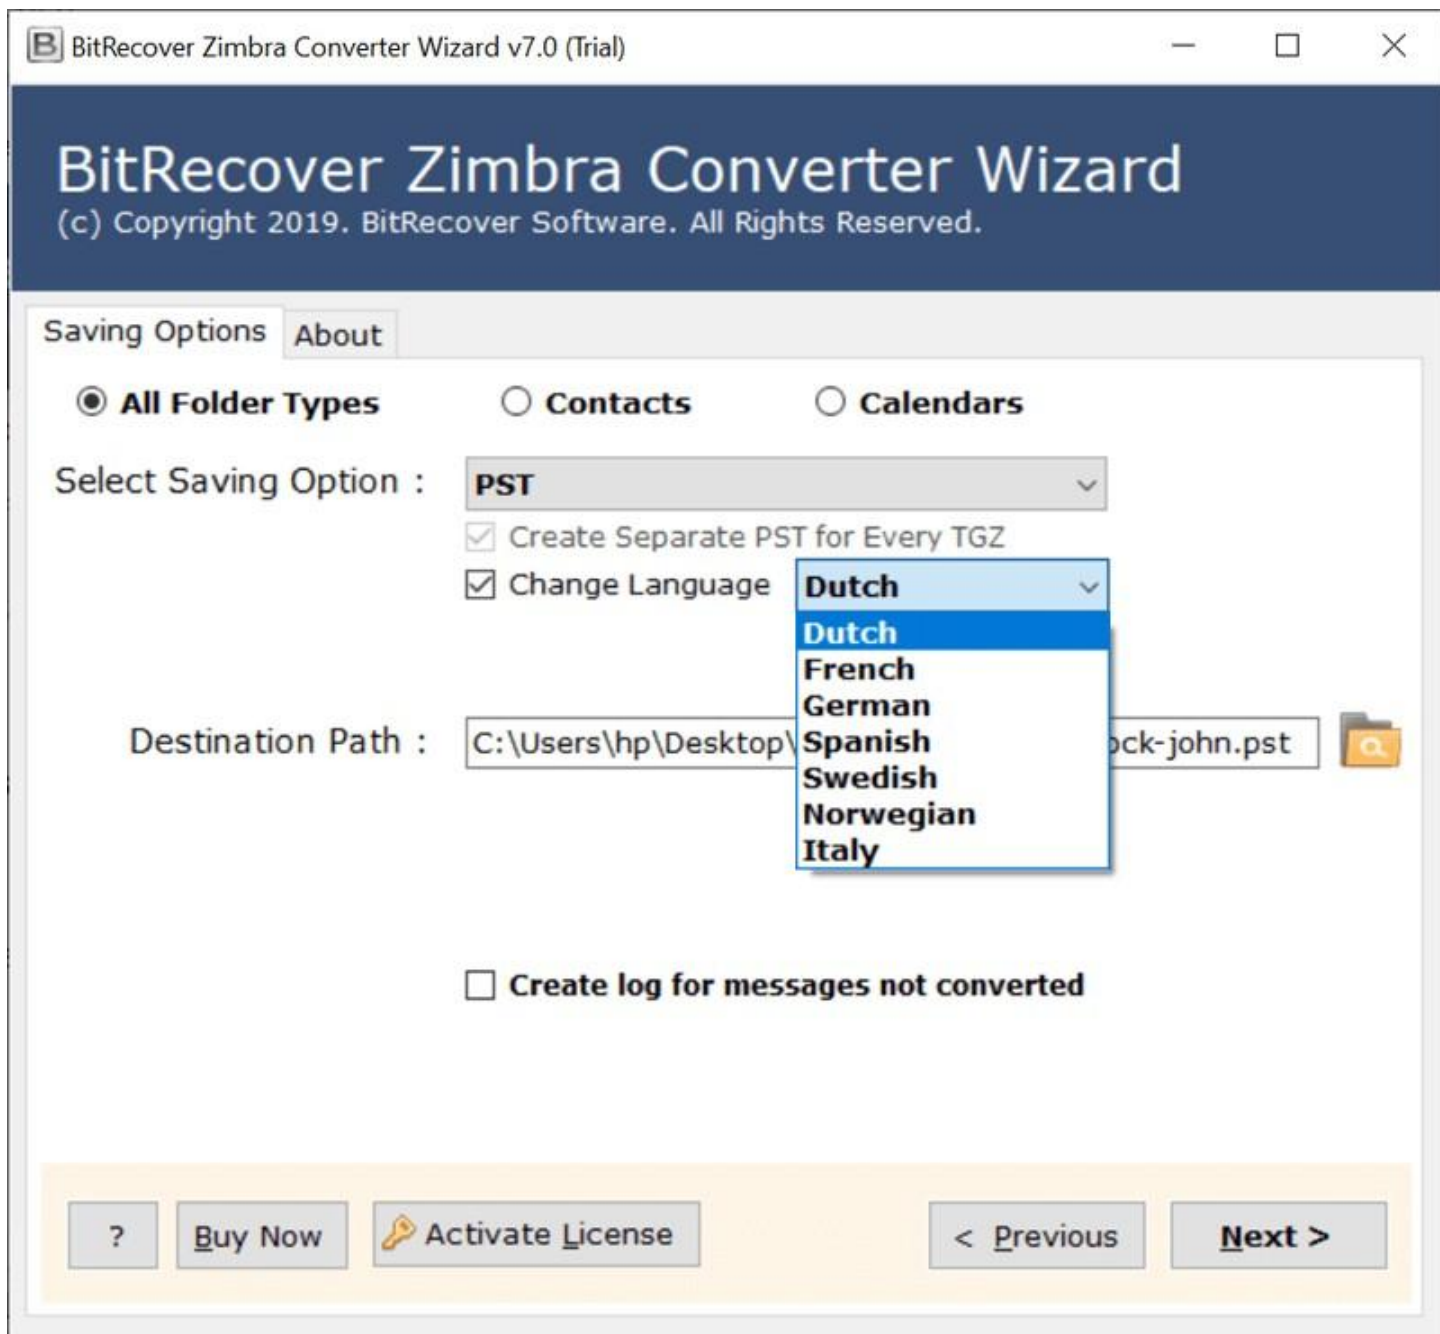 BitRecover Zimbra Converter Wizard v7.0 (Trial)
BitRecover Zimbra Converter Wizard
(c) Copyright 2019. BitRecover Software. All Rights Reserved.
Saving Options About
All Folder Types Contacts Calendars
Select Saving Option : PST
Create Separate PST for Every TGZ
Change Language Dutch
Dutch
French
German
Destination Path : C:\Users\hp\Desktop\ Spanish ock-john.pst
Swedish
Norwegian
Italy
Create log for messages not converted
? Buy Now Activate License < Previous Next >